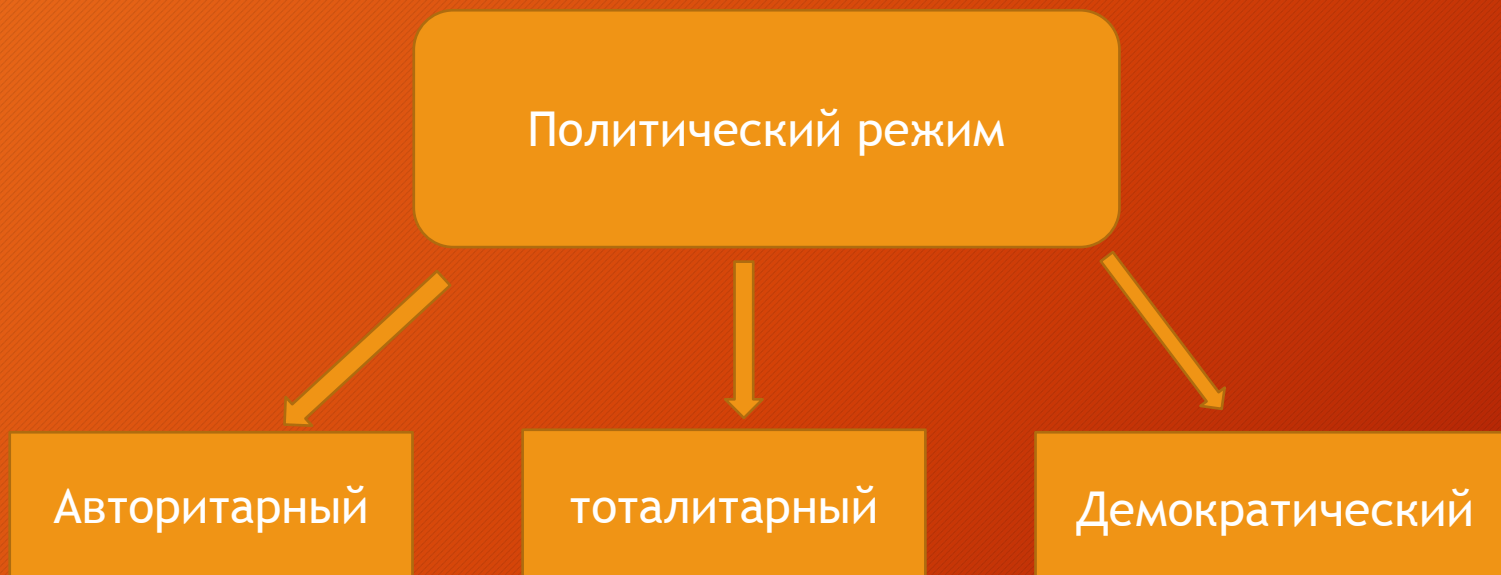 Политический режим
Авторитарный
тоталитарный
Демократический